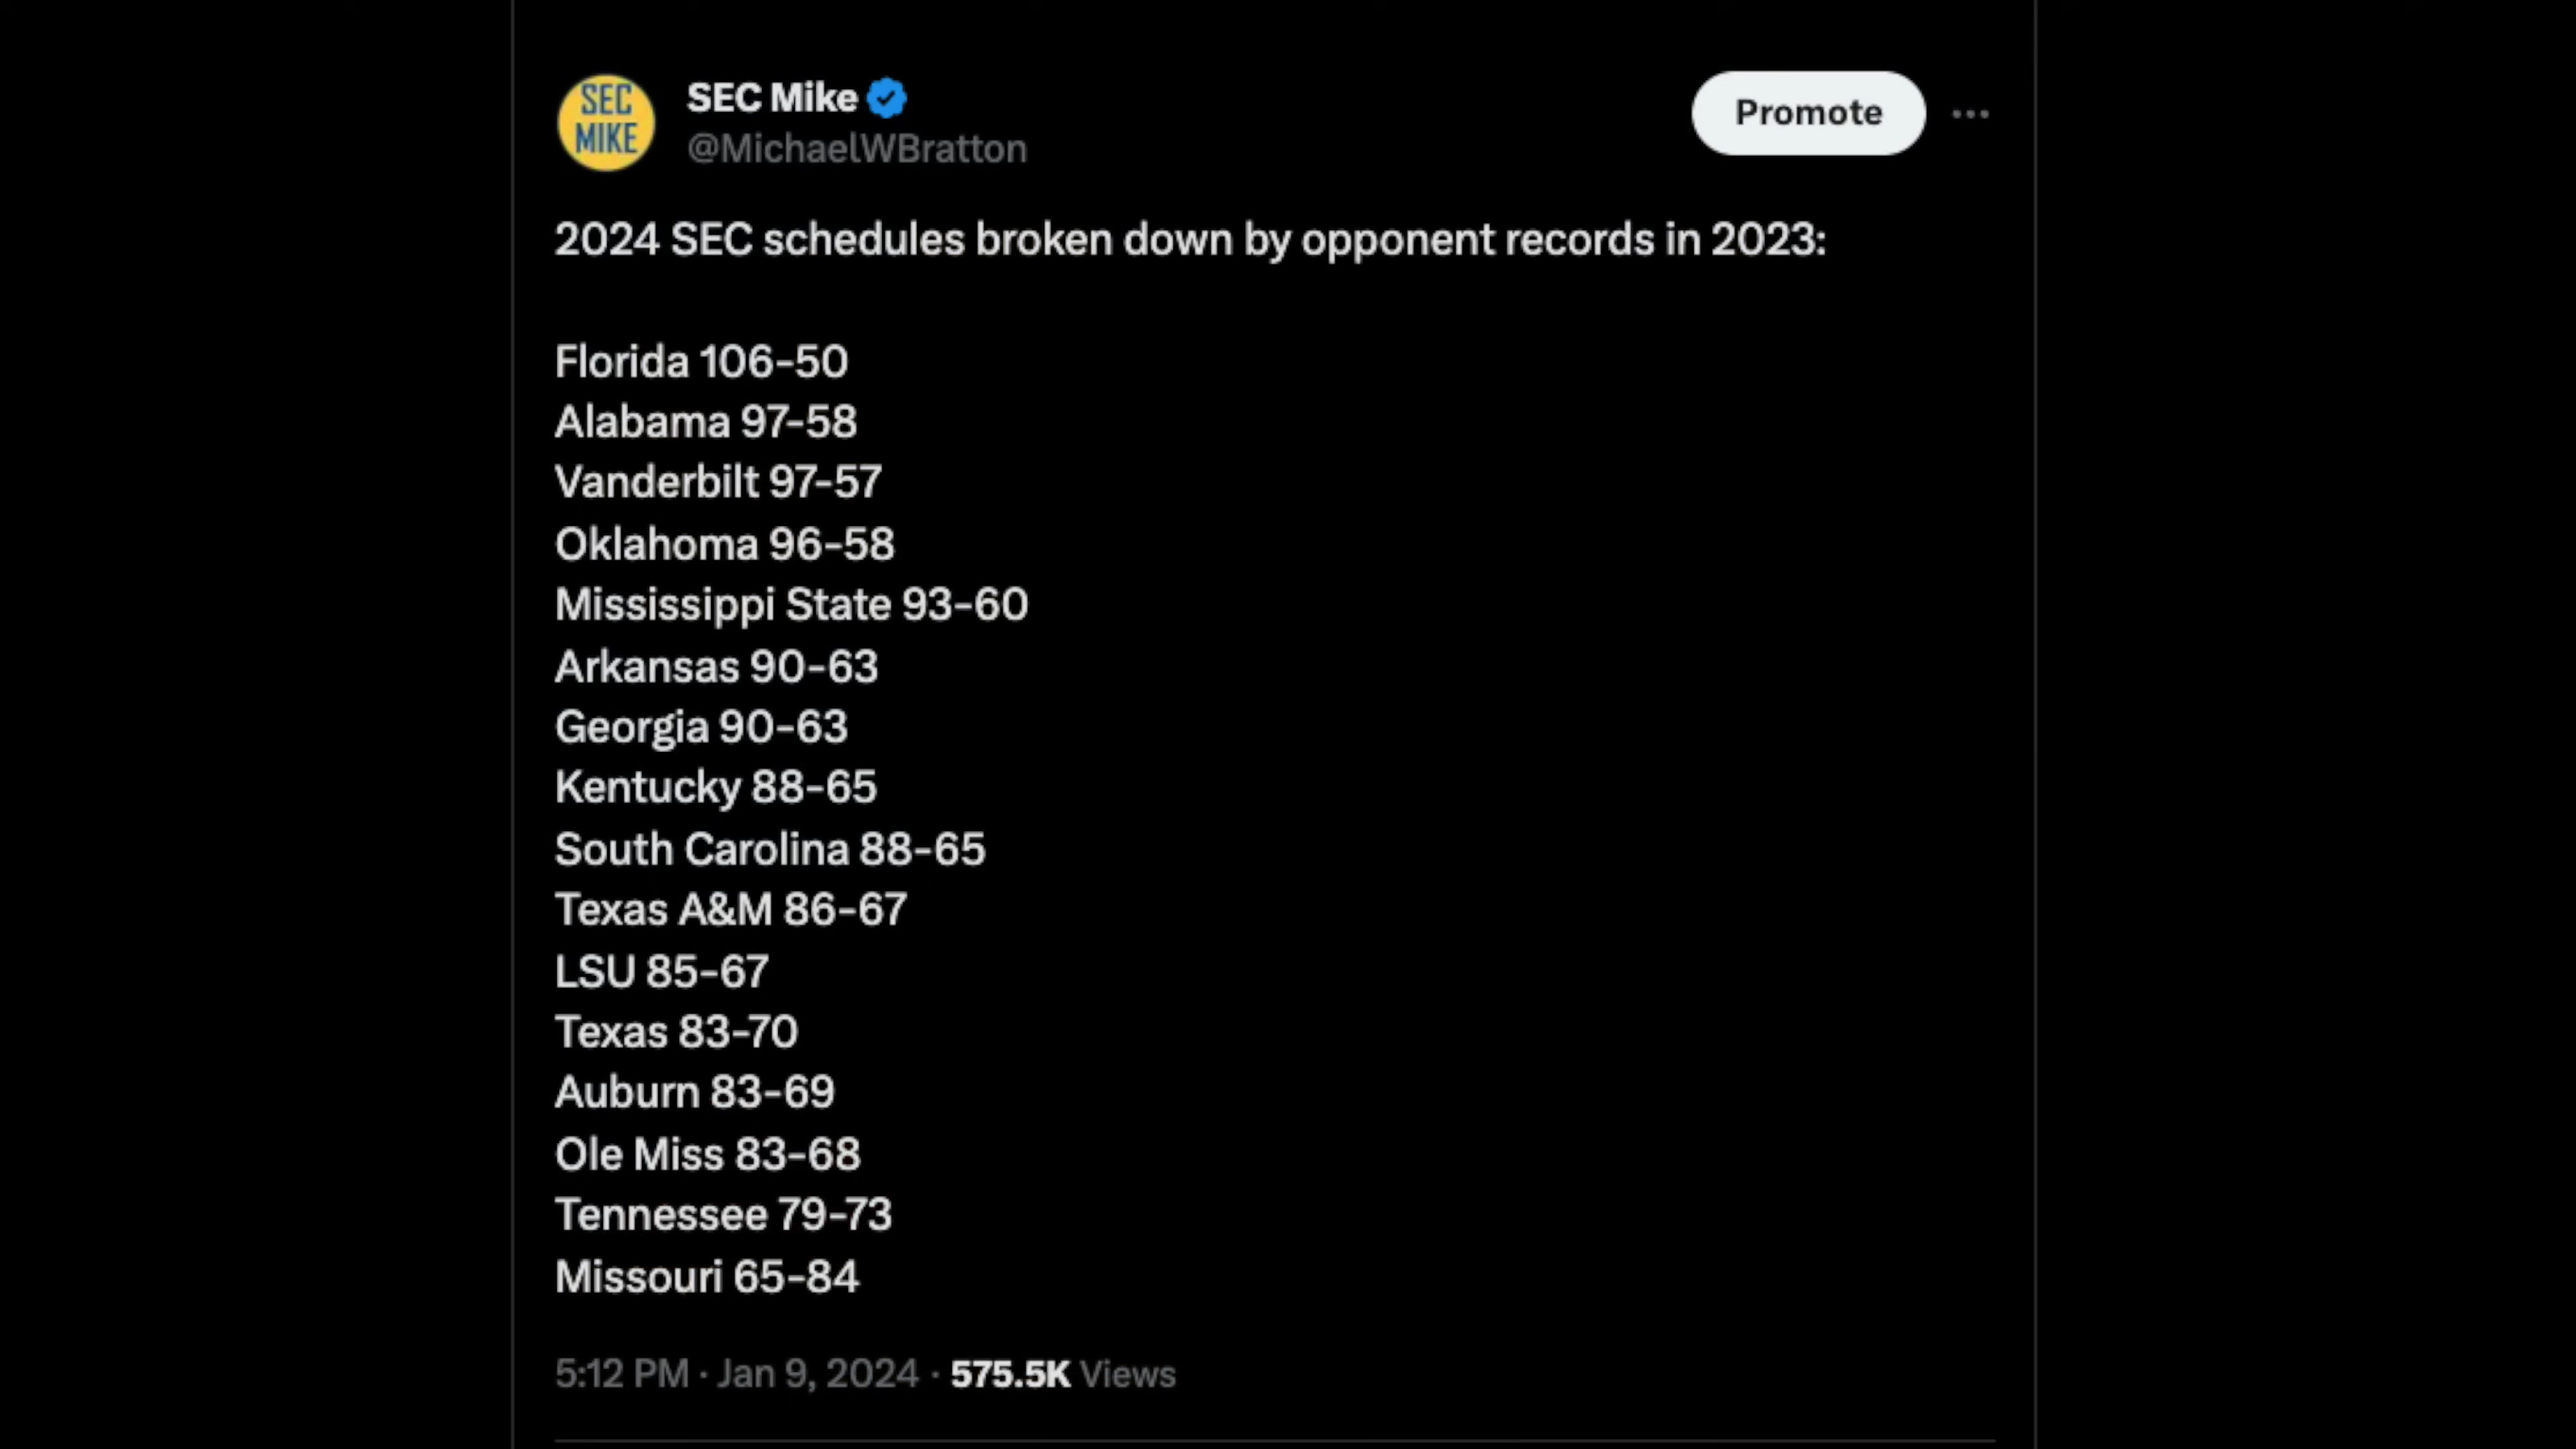 SEC
MIKE
SEC Mike
@MichaelWBratton
Promote
2024 SEC schedules broken down by opponent records in 2023:
Florida 106-50
Alabama 97-58
Vanderbilt 97-57
Oklahoma 96-58
Mississippi State 93-60
Arkansas 90-63
Georgia 90-63
Kentucky 88-65
South Carolina 88-65
Texas A&M 86-67
LSU 85-67
Texas 83-70
Auburn 83-69
Ole Miss 83-68
Tennessee 79-73
Missouri 65-84
5:12 PM · Jan 9, 2024 · 575.5K Views